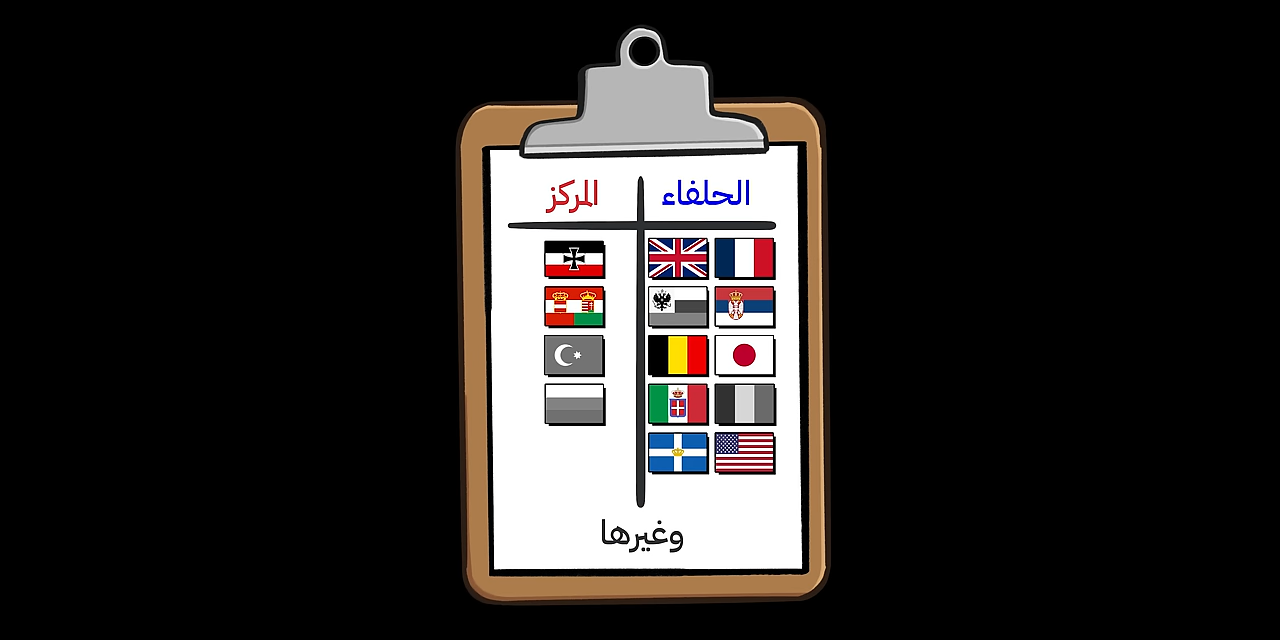 الحلفاء
المركز
وغيرها